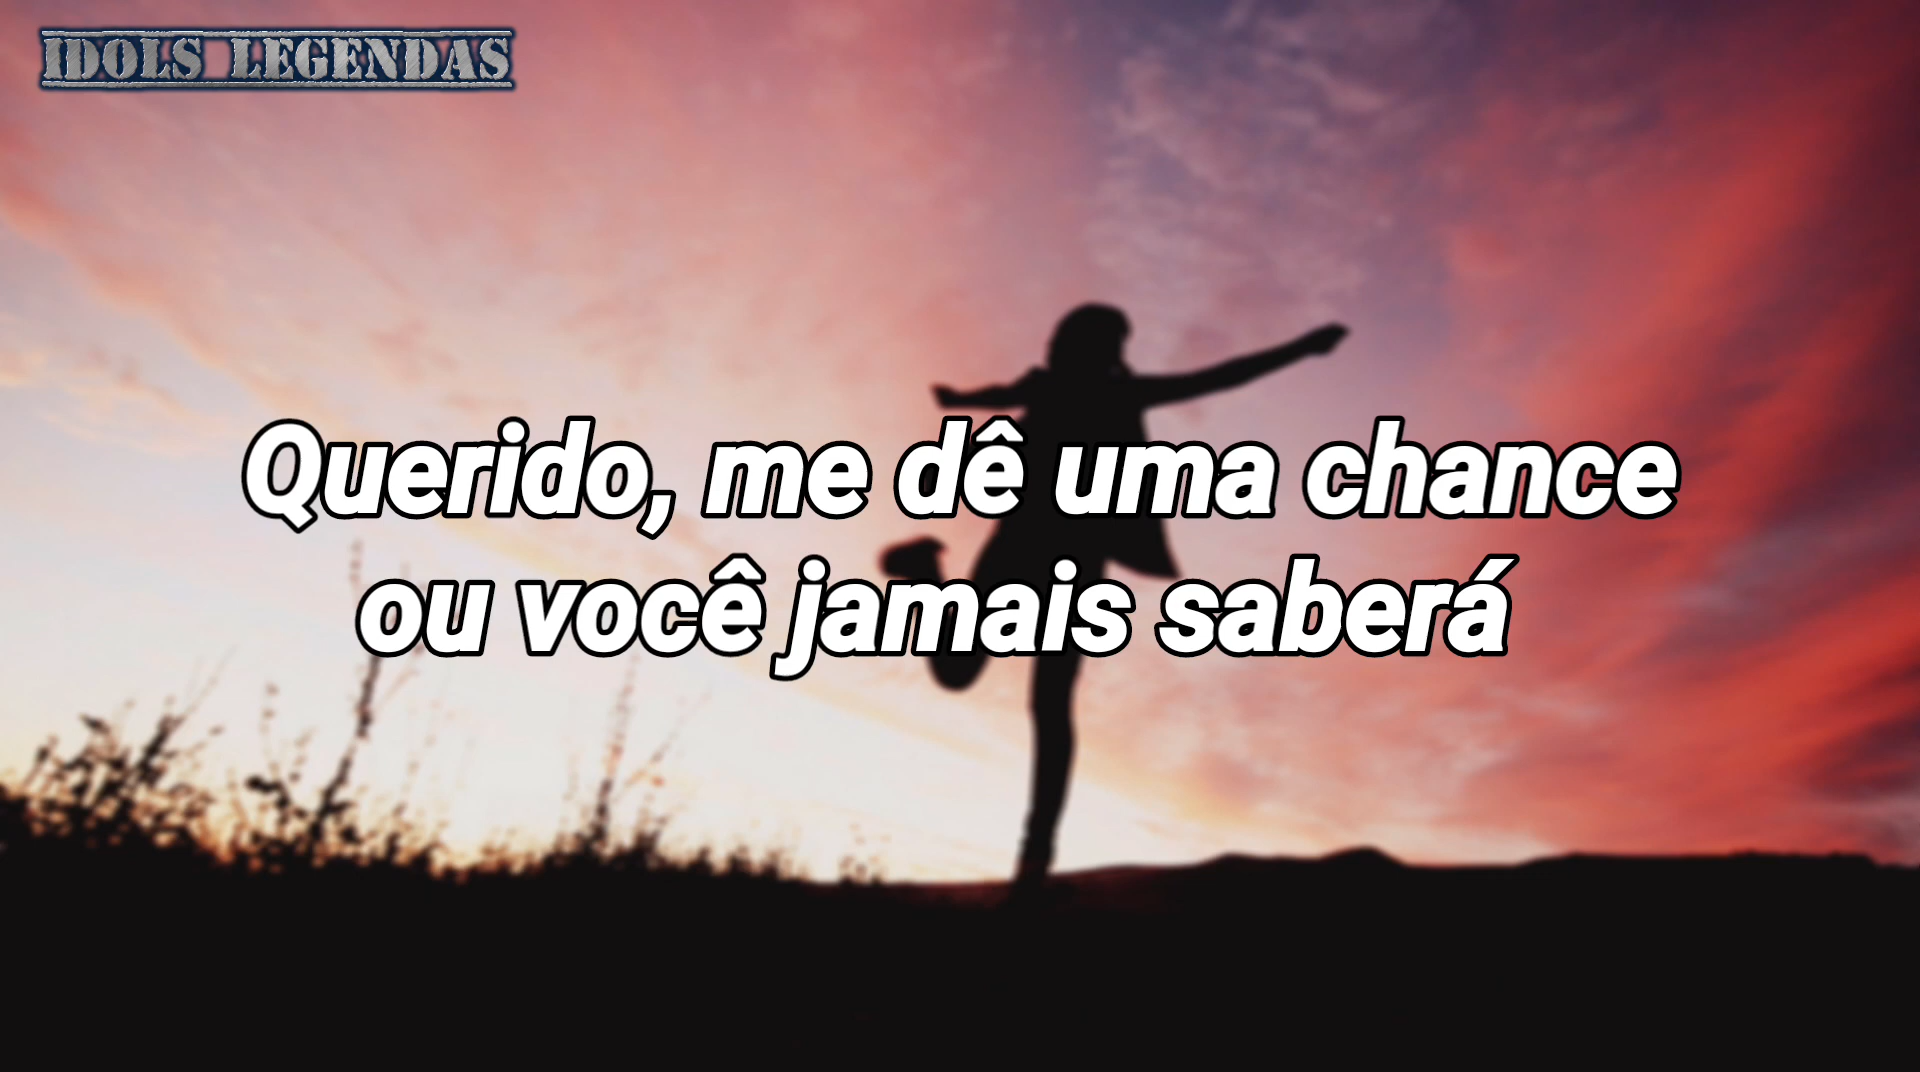 IDOLS LEGENDAS
Querido, me dê uma chance
ou você jamais saberá